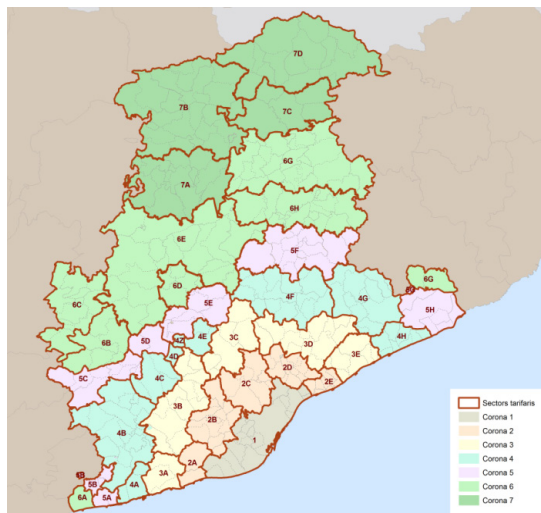 7D
7B
7C
6G
7A
6H
6E
5F
6D
6G
6C
5E
4F
4G
5H
6B
5D
4Z
4E
3C
3D
4H
4D
3E
5C
4C
2D
2C
2E
3B
4B
2B
1
5B
2A
3A
4A
6A
5A
Sectors tarifaris
Corona 1
Corona 2
Corona 3
Corona 4
Corona 5
Corona 6
Corona 7